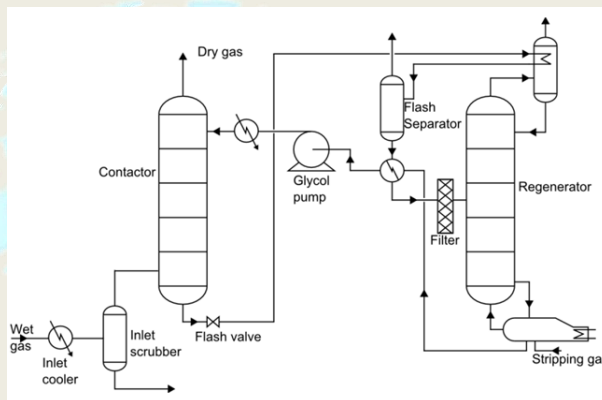 Dry gas
Flash
Separator
Contactor
Glycol
pump
Regenerator
Filter
Wet
gas
Inlet
scrubber
Flash valve
Inlet
cooler
Stripping ga